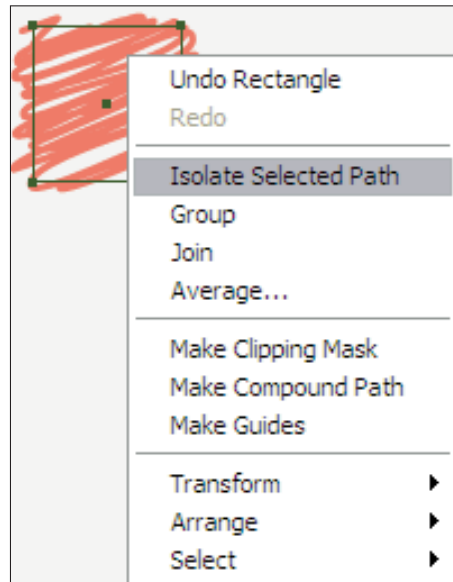 Undo Rectangle
Redo
Isolate Selected Path
Group
Join
Average...
Make Clipping Mask
Make Compound Path
Make Guides
Transform
Arrange
Select